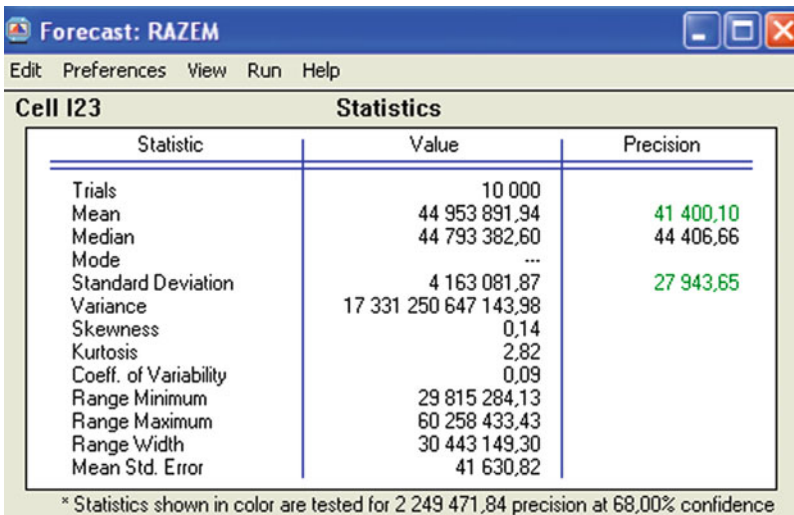 Forecast: RAZEM
Edit Preferences View Run Help
Cell I23 Statistics
Statistic Value Precision
Trials 10 000
Mean 44 953 891,94 41 400,10
Median 44 793 382,60 44 406,66
Mode ---
Standard Deviation 4 163 081,87 27 943,65
Variance 17 331 250 647 143,98
Skewness 0,14
Kurtosis 2,82
Coeff. of Variability 0,09
Range Minimum 29 815 284,13
Range Maximum 60 258 433,43
Range Width 30 443 149,30
Mean Std. Error 41 630,82
* Statistics shown in color are tested for 2 249 471,84 precision at 68,00% confidence